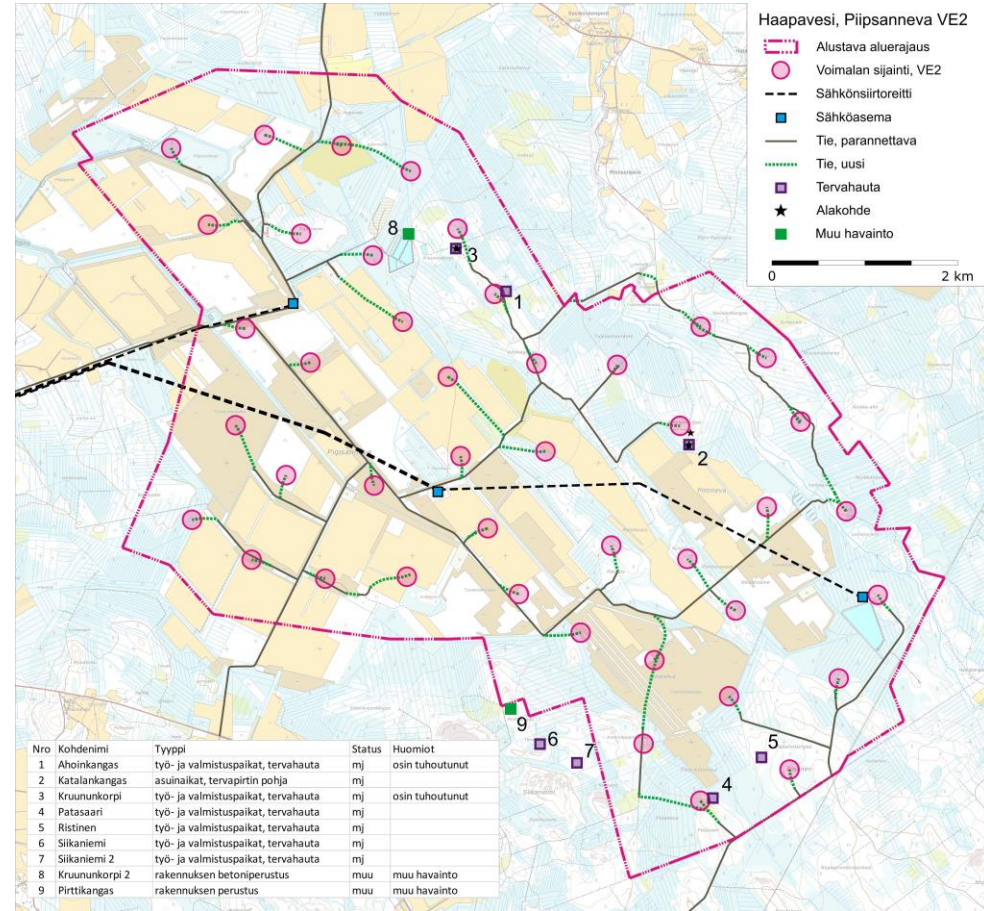 Haapavesi, Piipsanneva VE2
Alustava aluerajaus
Voimalan sijainti, VE2
Sähkönsiirtoreitti
Sähköasema
Tie, parannettava
Tie, uusi
Tervahauta
Alakohde
Muu havainto
0 2 km
8
3
1
2
9
6
7
5
4
Nro Kohdenimi Tyyppi Status Huomiot
1 Ahoinkangas työ- ja valmistuspaikat, tervahauta mj osin tuhoutunut
2 Katalankangas asuinaikat, tervapirtin pohja mj
3 Kruununkorpi työ- ja valmistuspaikat, tervahauta mj osin tuhoutunut
4 Patasaari työ- ja valmistuspaikat, tervahauta mj
5 Ristinen työ- ja valmistuspaikat, tervahauta mj
6 Siikaniemi työ- ja valmistuspaikat, tervahauta mj
7 Siikaniemi 2 työ- ja valmistuspaikat, tervahauta mj
8 Kruununkorpi 2 rakennuksen betoniperustus muu muu havainto
9 Pirttikangas rakennuksen perustus muu muu havainto